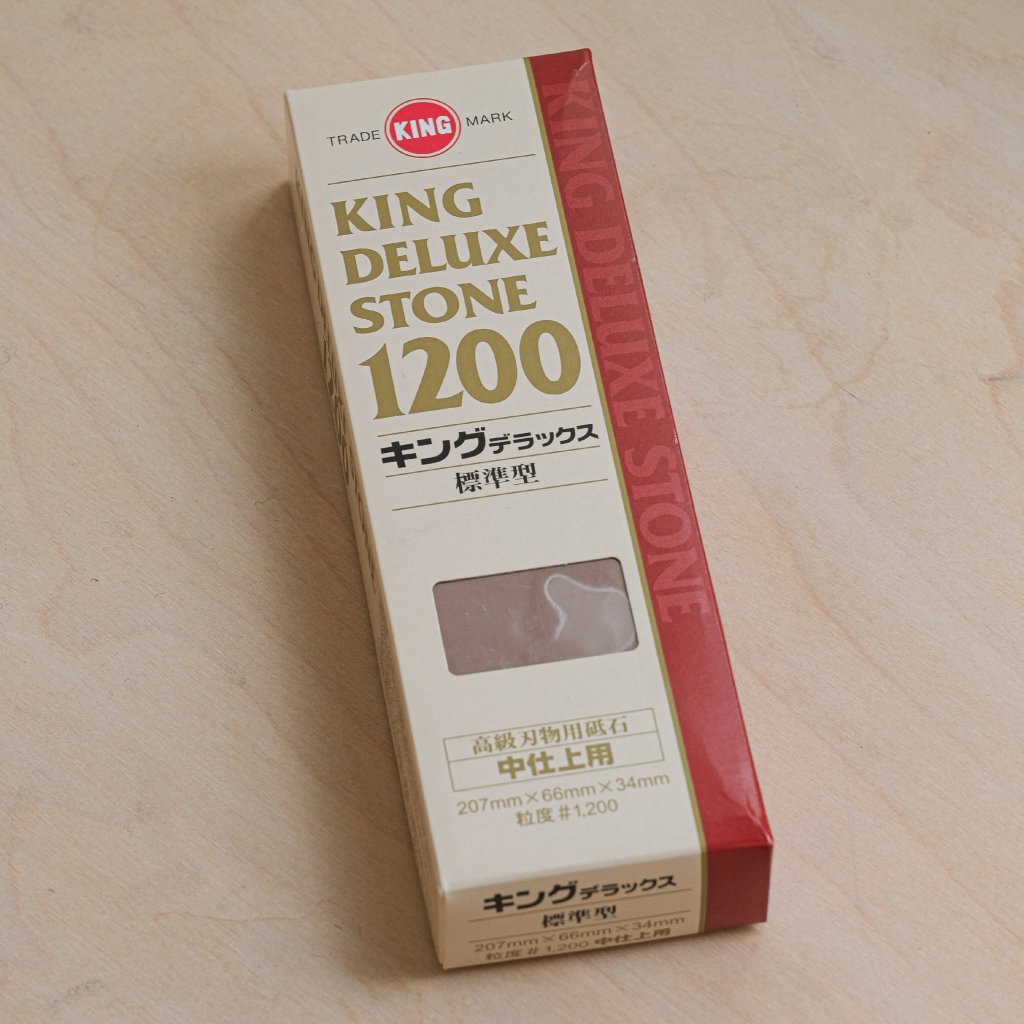 TRADE KING MARK
KING
DELUXE
STONE
1200
キングデラックス
標準型
高級刃物用砥石
中仕上用
207mm×66mm×34mm
粒度#1,200
KING DELUXE STONE
キングデラックス
標準型
207mm×66mm×34mm
粒度#1,200 中仕上用